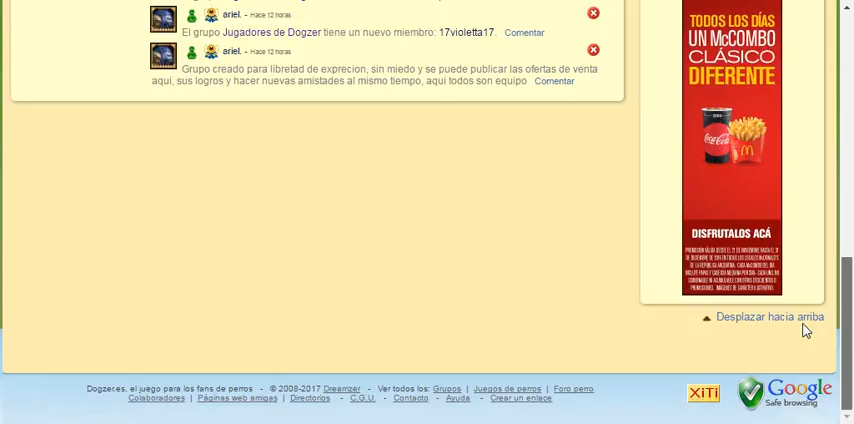 ariel. - Hace 12 horas
El grupo Jugadores de Dogzer tiene un nuevo miembro: 17violetta17. Comentar
ariel. - Hace 12 horas
Grupo creado para libretad de exprecion, sin miedo y se puede publicar las ofertas de venta
aquí, sus logros y hacer nuevas amistades al mismo tiempo, aqui todos son equipo Comentar
TODOS LOS DÍAS
UN McCOMBO
CLÁSICO
DIFERENTE
Coca-Cola
DISFRUTALOS ACÁ
Desplazar hacia arriba
Dogzer.es, el juego para los fans de perros - © 2008-2017 Dreamzer - Ver todos los: Grupos | Juegos de perros | Foro perro
Colaboradores | Páginas web amigas | Directorios - C.G.U. - Contacto - Ayuda - Crear un enlace
XiTi
Google
Safe browsing